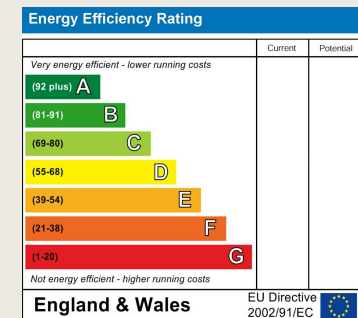 Energy Efficiency Rating
Current Potential
Very energy efficient - lower running costs
(92 plus) A
(81-91) B
(69-80) C
(55-68) D
(39-54) E
(21-38) F
(1-20) G
Not energy efficient - higher running costs
England & Wales
EU Directive
2002/91/EC